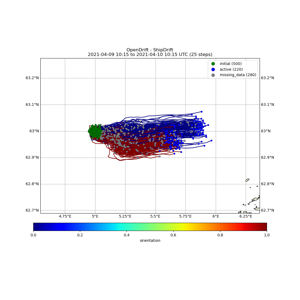 OpenDrift - ShipDrift
2021-04-09 10:15 to 2021-04-10 10:15 UTC (25 steps)
initial (500)
active (220)
missing_data (280)
63.2°N 63.2°N
63.1°N 63.1°N
63°N 63°N
62.9°N 62.9°N
62.8°N 62.8°N
62.7°N 62.7°N
4.75°E 5°E 5.25°E 5.5°E 5.75°E 6°E 6.25°E
0.0 0.2 0.4 0.6 0.8 1.0
orientation